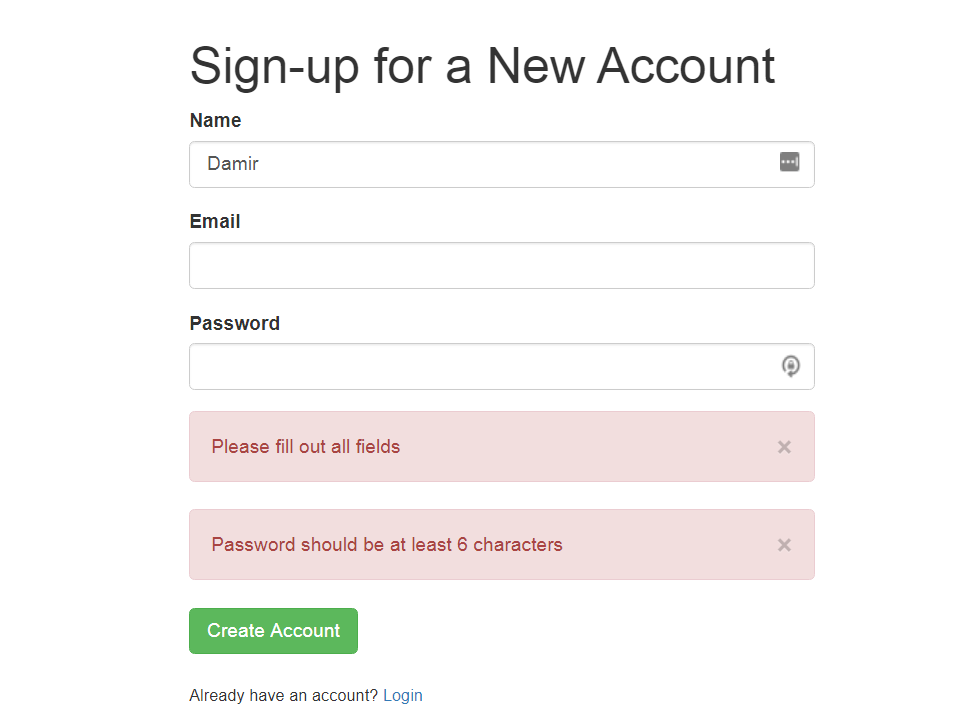 Sign-up for a New Account
Name
Damir
Email
Password
Please fill out all fields
×
Password should be at least 6 characters
×
Create Account
Already have an account? Login